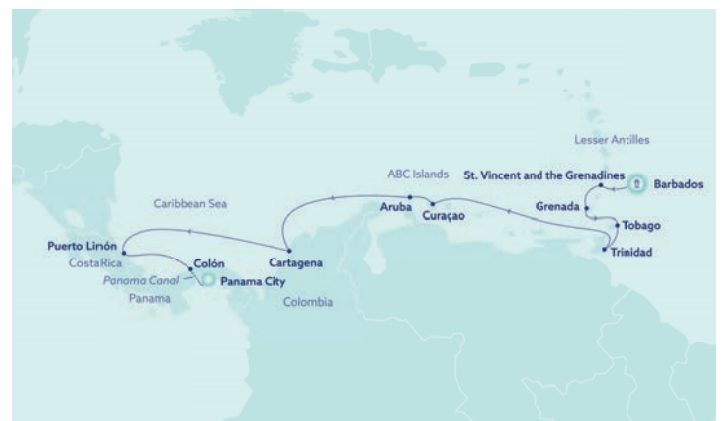 Lesser Antilles
ABC Islands
St. Vincent and the Grenadines
Barbados
Aruba
Curaçao
Grenada
Caribbean Sea
Tobago
Puerto Linón
Trinidad
Costa Rica
Colón
Cartagena
Panama Canal
Panama City
Panama
Colombia